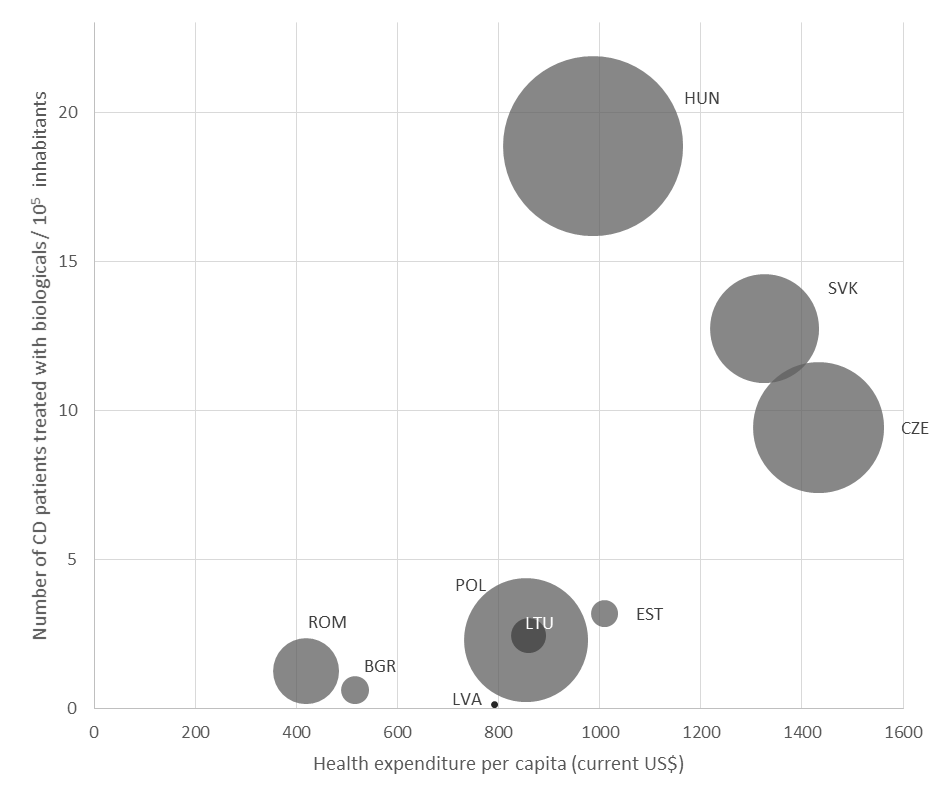 Number of CD patients treated with biologicals / 10⁵ inhabitants
20
15
10
5
0
HUN
SVK
CZE
POL
LTU
EST
ROM
BGR
LVA
0 200 400 600 800 1000 1200 1400 1600
Health expenditure per capita (current US$)